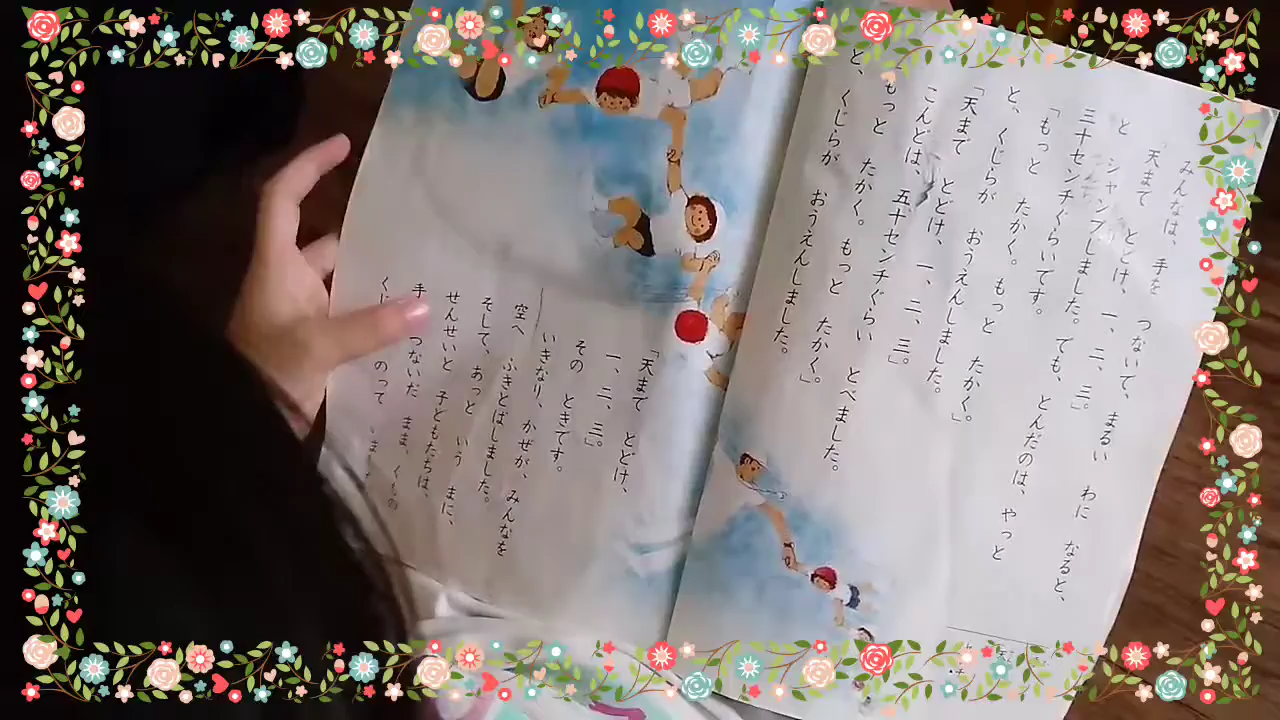 みんなは、手を つないで、まるい わに なると、
「天まで とどけ、一、二、三。」
と ジャンプしました。でも、とんだのは、やっと
三十センチぐらいです。
「もっと たかく。もっと たかく。」
と、くじらが おうえんしました。
「天まで とどけ、一、二、三。」
こんどは、五十センチぐらい とべました。
「もっと たかく。もっと たかく。」
と、くじらが おうえんしました。
「天まで とどけ、
一、二、三。」
その ときです。
いきなり、かぜが、みんなを
空へ ふきとばしました。
そして、あっと いう まに、
せんせいと 子どもたちは、
手 つないだ まま、くもの
くじ のって